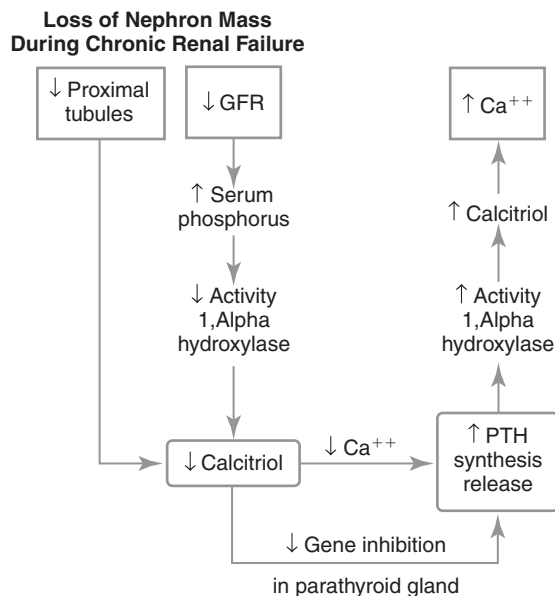 Loss of Nephron Mass
During Chronic Renal Failure
↓ Proximal
tubules
↓ GFR
↑ Serum
phosphorus
↓ Activity
1,Alpha
hydroxylase
↓ Calcitriol
↓ Ca++
↑ PTH
synthesis
release
↑ Activity
1,Alpha
hydroxylase
↑ Calcitriol
↑ Ca++
↓ Gene inhibition
in parathyroid gland